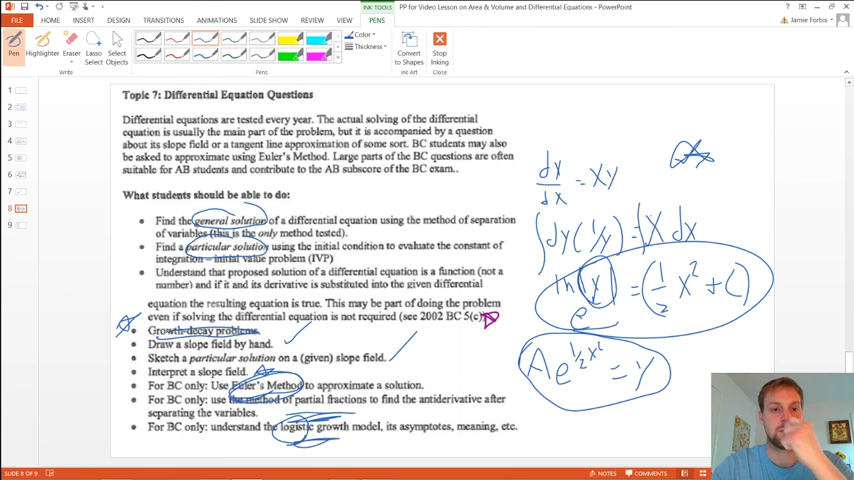 INK TOOLS
PP for Video Lesson on Area & Volume and Differential Equations - PowerPoint
FILE HOME INSERT DESIGN TRANSITIONS ANIMATIONS SLIDE SHOW REVIEW VIEW PENS
Jamie Forbis
Pen Highlighter Eraser Lasso Select Objects
Color
Thickness
Convert to Shapes
Stop Inking
Write
Pens
Ink Art
Close
1
2
3
4
5
6
7
8
9
Topic 7: Differential Equation Questions
Differential equations are tested every year. The actual solving of the differential
equation is usually the main part of the problem, but it is accompanied by a question
about its slope field or a tangent line approximation of some sort. BC students may also
be asked to approximate using Euler's Method. Large parts of the BC questions are often
suitable for AB students and contribute to the AB subscore of the BC exam..
What students should be able to do:
• Find the general solution of a differential equation using the method of separation
of variables (this is the only method tested).
• Find a particular solution using the initial condition to evaluate the constant of
integration – initial value problem (IVP)
• Understand that proposed solution of a differential equation is a function (not a
number) and if it and its derivative is substituted into the given differential
equation the resulting equation is true. This may be part of doing the problem
even if solving the differential equation is not required (see 2002 BC 5(c))
• Growth-decay problems.
• Draw a slope field by hand.
• Sketch a particular solution on a (given) slope field.
• Interpret a slope field.
• For BC only: Use Euler's Method to approximate a solution.
• For BC only: use the method of partial fractions to find the antiderivative after
separating the variables.
• For BC only: understand the logistic growth model, its asymptotes, meaning, etc.
dy/dx = xy
∫dy(1/y) = ∫x dx
ln y = (1/2 x² + C)
e
Ae^(1/2 x²) = y
SLIDE 8 OF 9
NOTES COMMENTS